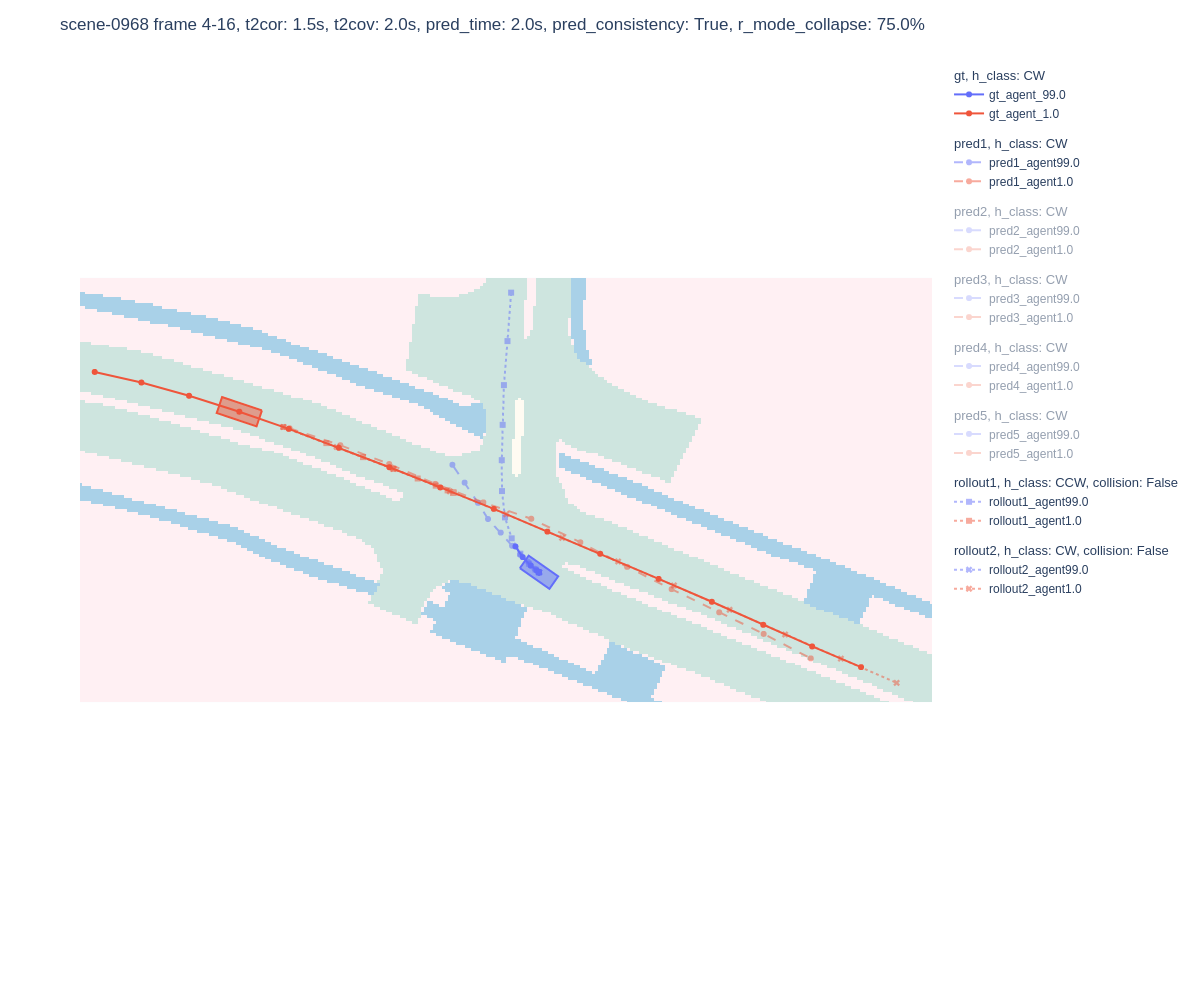 scene-0968 frame 4-16, t2cor: 1.5s, t2cov: 2.0s, pred_time: 2.0s, pred_consistency: True, r_mode_collapse: 75.0%
gt, h_class: CW
gt_agent_99.0
gt_agent_1.0
pred1, h_class: CW
pred1_agent99.0
pred1_agent1.0
pred2, h_class: CW
pred2_agent99.0
pred2_agent1.0
pred3, h_class: CW
pred3_agent99.0
pred3_agent1.0
pred4, h_class: CW
pred4_agent99.0
pred4_agent1.0
pred5, h_class: CW
pred5_agent99.0
pred5_agent1.0
rollout1, h_class: CCW, collision: False
rollout1_agent99.0
rollout1_agent1.0
rollout2, h_class: CW, collision: False
rollout2_agent99.0
rollout2_agent1.0